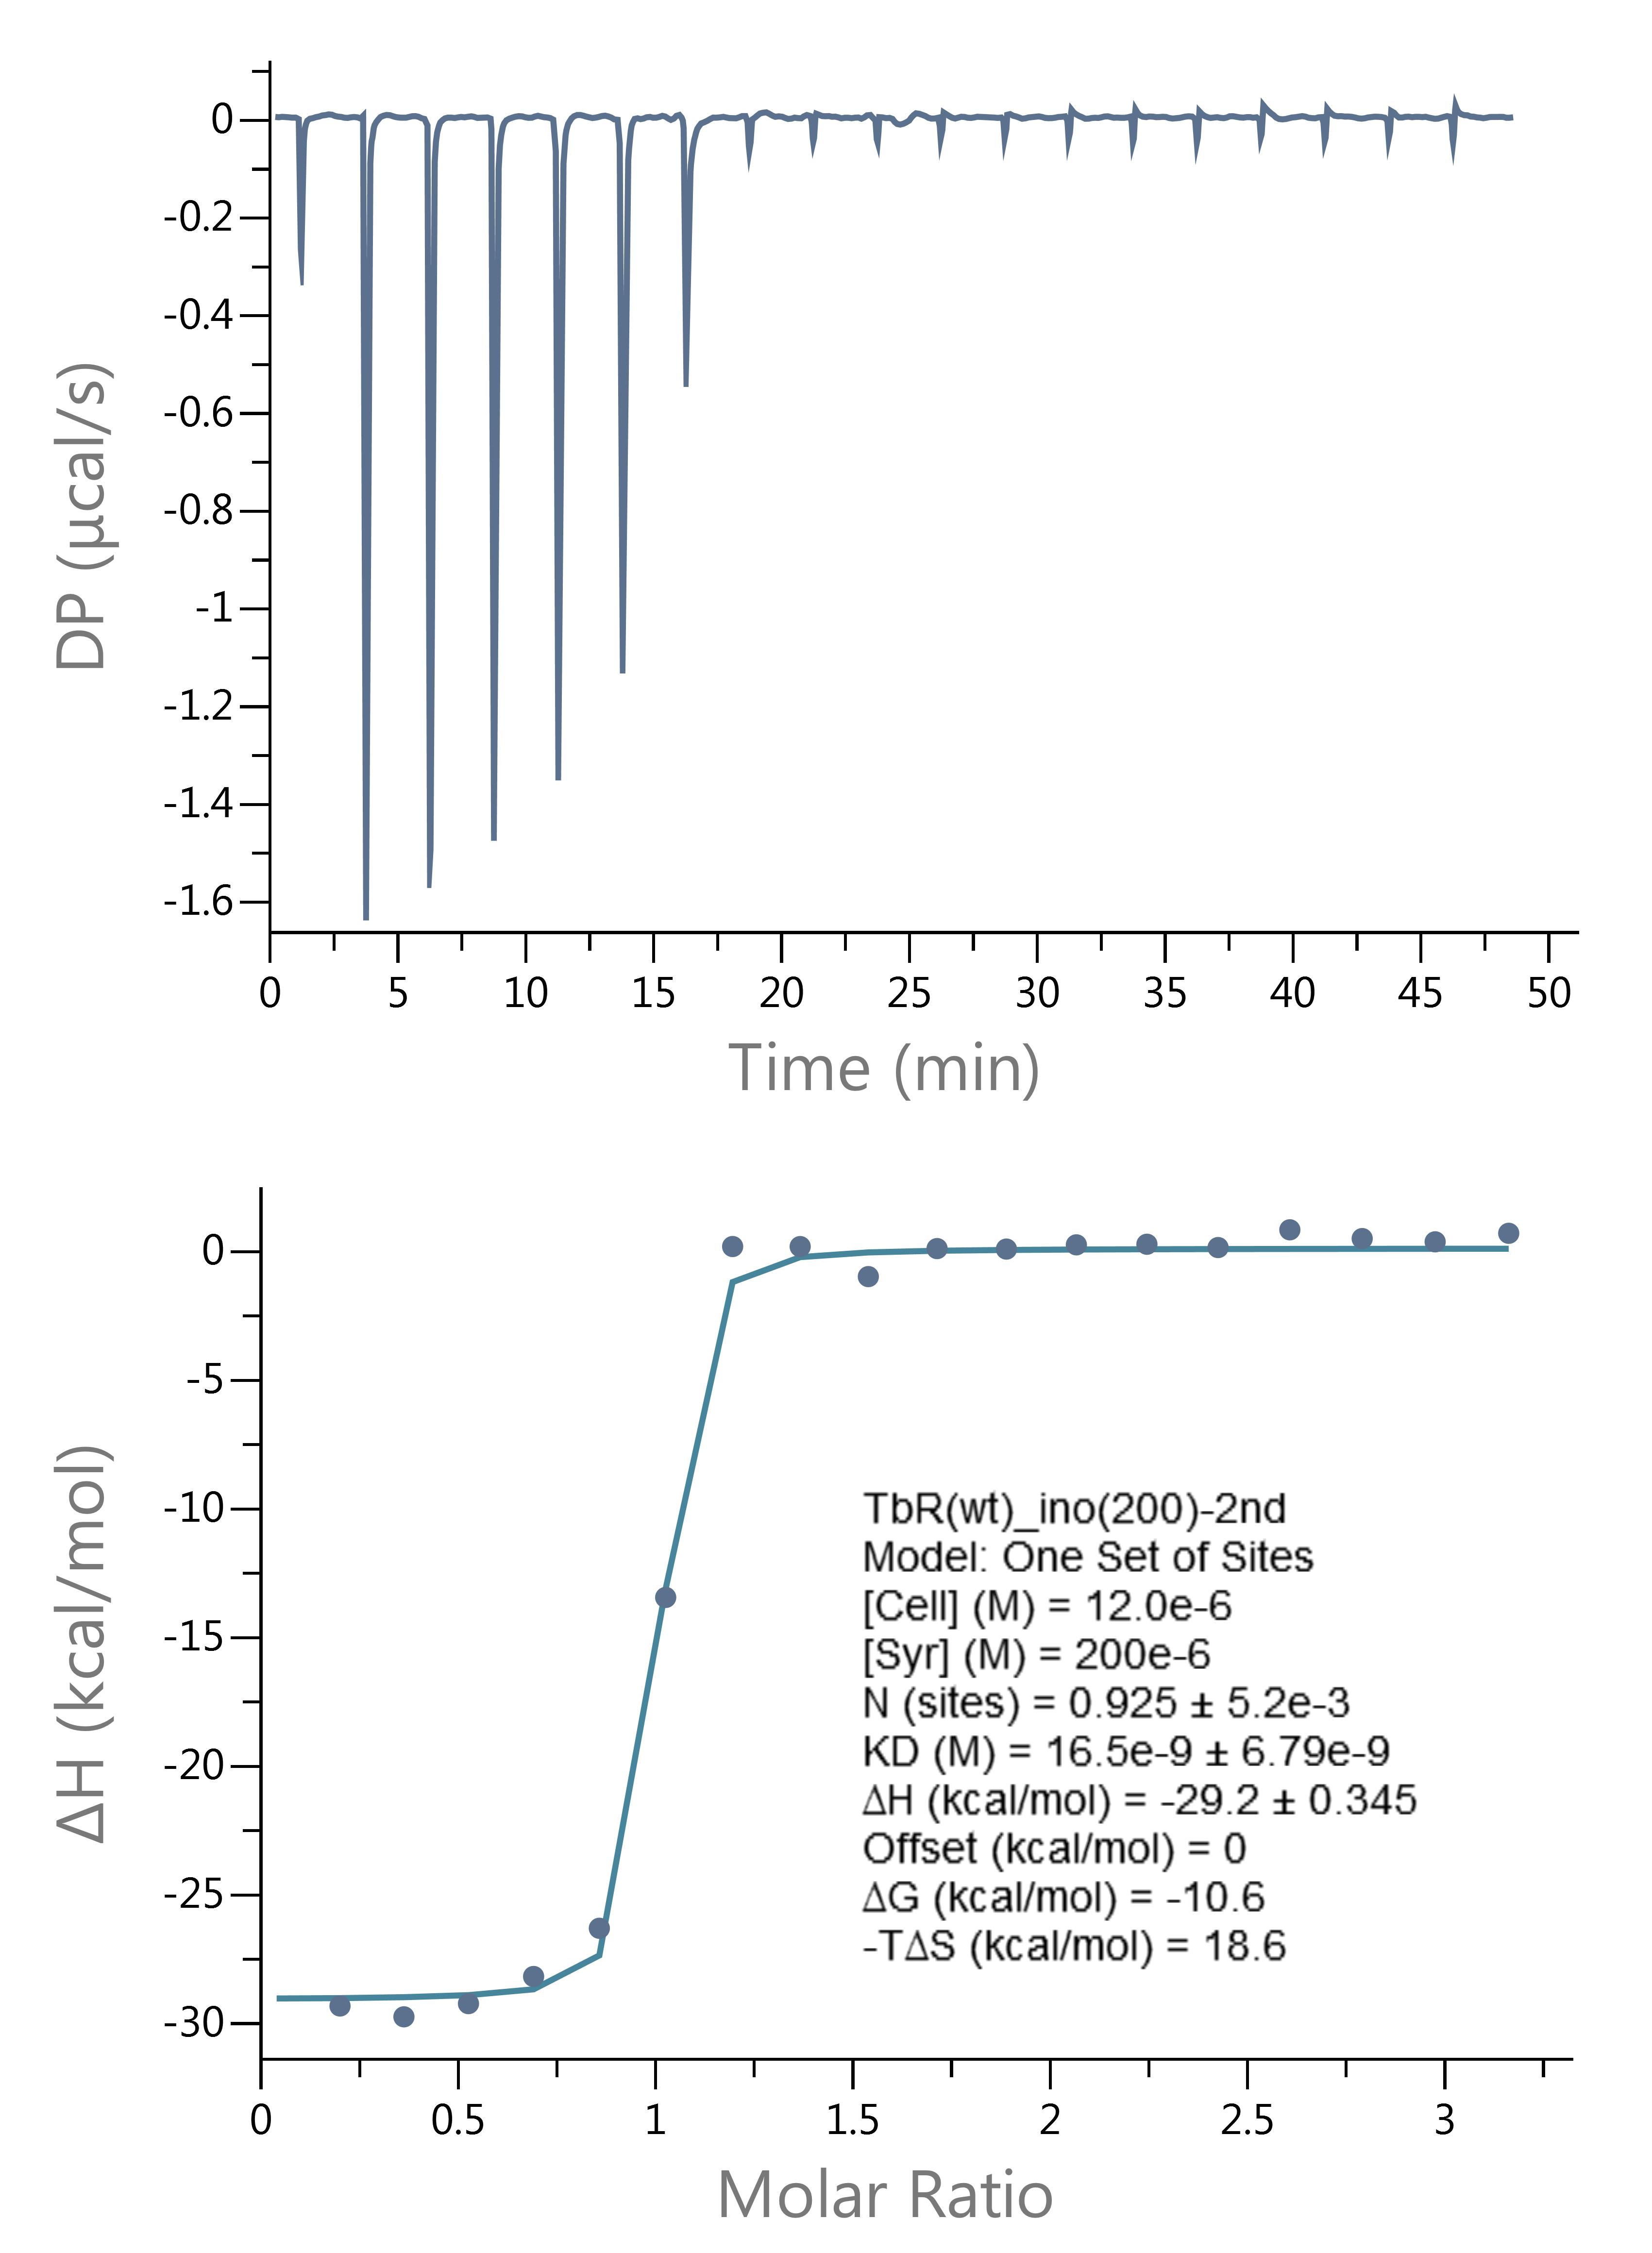 0
-0.2
-0.4
-0.6
-0.8
-1
-1.2
-1.4
-1.6
DP (µcal/s)
0 5 10 15 20 25 30 35 40 45 50
Time (min)
0
-5
-10
-15
-20
-25
-30
ΔH (kcal/mol)
TbR(wt)_ino(200)-2nd
Model: One Set of Sites
[Cell] (M) = 12.0e-6
[Syr] (M) = 200e-6
N (sites) = 0.925 ± 5.2e-3
KD (M) = 16.5e-9 ± 6.79e-9
ΔH (kcal/mol) = -29.2 ± 0.345
Offset (kcal/mol) = 0
ΔG (kcal/mol) = -10.6
-TΔS (kcal/mol) = 18.6
0 0.5 1 1.5 2 2.5 3
Molar Ratio